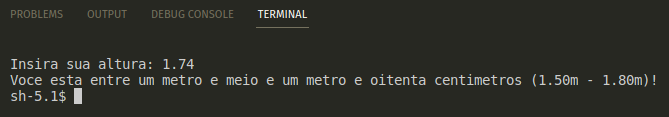 PROBLEMS OUTPUT DEBUG CONSOLE TERMINAL
Insira sua altura: 1.74
Voce esta entre um metro e meio e um metro e oitenta centimetros (1.50m - 1.80m)!
sh-5.1$